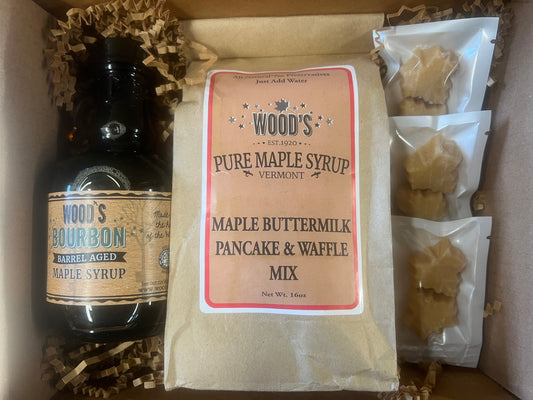 WOOD'S
BOURBON
BARREL AGED
MAPLE SYRUP
Made
All Natural-No Preservatives
Just Add Water
WOOD'S
EST. 1920
PURE MAPLE SYRUP
VERMONT
MAPLE BUTTERMILK
PANCAKE & WAFFLE
MIX
Net Wt. 16oz